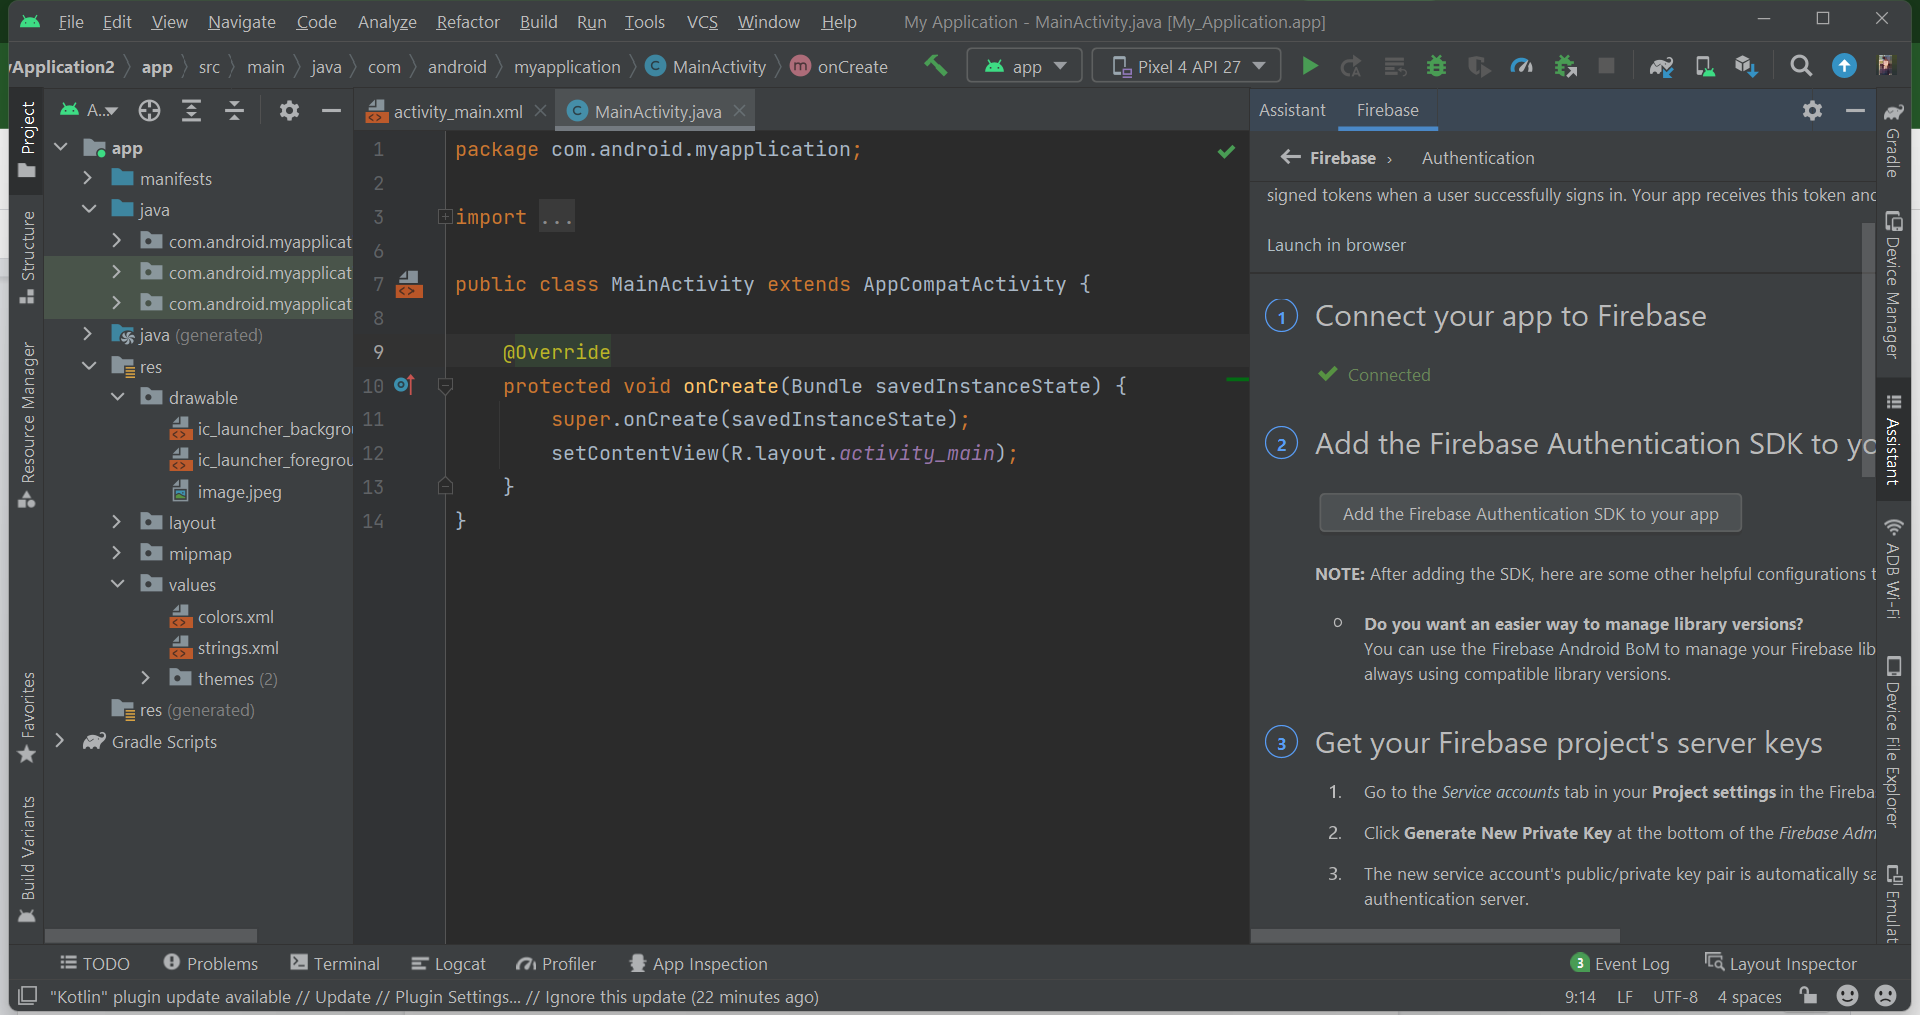 File Edit View Navigate Code Analyze Refactor Build Run Tools VCS Window Help My Application - MainActivity.java [My_Application.app]
yApplication2 app src main java com android myapplication MainActivity onCreate app Pixel 4 API 27
Project
Structure
Resource Manager
Favorites
Build Variants
A...
app
manifests
java
com.android.myapplicat
com.android.myapplicat
com.android.myapplicat
java (generated)
res
drawable
ic_launcher_backgrou
ic_launcher_foregrou
image.jpeg
layout
mipmap
values
colors.xml
strings.xml
themes (2)
res (generated)
Gradle Scripts
activity_main.xml MainActivity.java
1 package com.android.myapplication;
2
3 import ...
6
7 public class MainActivity extends AppCompatActivity {
8
9 @Override
10 protected void onCreate(Bundle savedInstanceState) {
11 super.onCreate(savedInstanceState);
12 setContentView(R.layout.activity_main);
13 }
14 }
Assistant Firebase
Firebase › Authentication
signed tokens when a user successfully signs in. Your app receives this token and
Launch in browser
1 Connect your app to Firebase
Connected
2 Add the Firebase Authentication SDK to yo
Add the Firebase Authentication SDK to your app
NOTE: After adding the SDK, here are some other helpful configurations t
Do you want an easier way to manage library versions?
You can use the Firebase Android BoM to manage your Firebase lib
always using compatible library versions.
3 Get your Firebase project's server keys
1. Go to the Service accounts tab in your Project settings in the Fireba
2. Click Generate New Private Key at the bottom of the Firebase Adm
3. The new service account's public/private key pair is automatically sa
authentication server.
Gradle
Device Manager
Assistant
ADB Wi-Fi
Device File Explorer
Emulat
TODO Problems Terminal Logcat Profiler App Inspection 3 Event Log Layout Inspector
"Kotlin" plugin update available // Update // Plugin Settings... // Ignore this update (22 minutes ago) 9:14 LF UTF-8 4 spaces